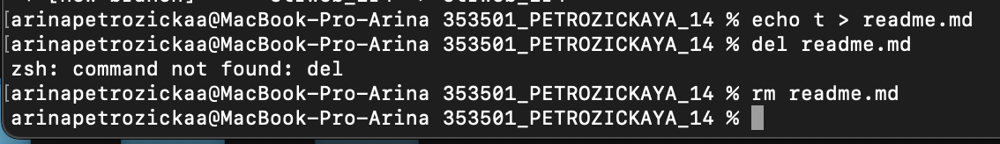 [arinapetrozickaa@MacBook-Pro-Arina 353501_PETROZICKAYA_14 % echo t > readme.md
[arinapetrozickaa@MacBook-Pro-Arina 353501_PETROZICKAYA_14 % del readme.md
zsh: command not found: del
[arinapetrozickaa@MacBook-Pro-Arina 353501_PETROZICKAYA_14 % rm readme.md
arinapetrozickaa@MacBook-Pro-Arina 353501_PETROZICKAYA_14 %